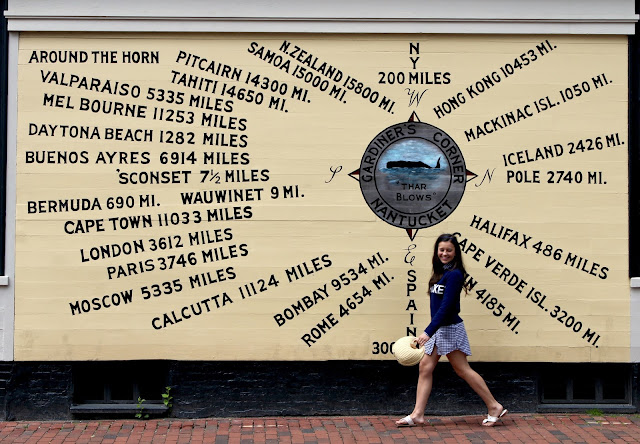 AROUND THE HORN
PITCAIRN 14300 MI.
SAMOA 15000 MI.
N. ZEALAND 15800 MI.
TAHITI 14650 MI.
VALPARAISO 5335 MILES
MEL BOURNE 11253 MILES
DAYTONA BEACH 1282 MILES
BUENOS AYRES 6914 MILES
'SCONSET 7½ MILES
BERMUDA 690 MI.
WAUWINET 9 MI.
CAPE TOWN 11033 MILES
LONDON 3612 MILES
PARIS 3746 MILES
MOSCOW 5335 MILES
CALCUTTA 11124 MILES
BOMBAY 9534 MI.
ROME 4654 MI.
NY
200 MILES
W
S
N
E
GARDINER'S CORNER
"THAR
BLOWS"
NANTUCKET
HONG KONG 10453 MI.
MACKINAC ISL. 1050 MI.
ICELAND 2426 MI.
POLE 2740 MI.
HALIFAX 486 MILES
CAPE VERDE ISL. 3200 MI.
4185 MI.
SPAIN
300